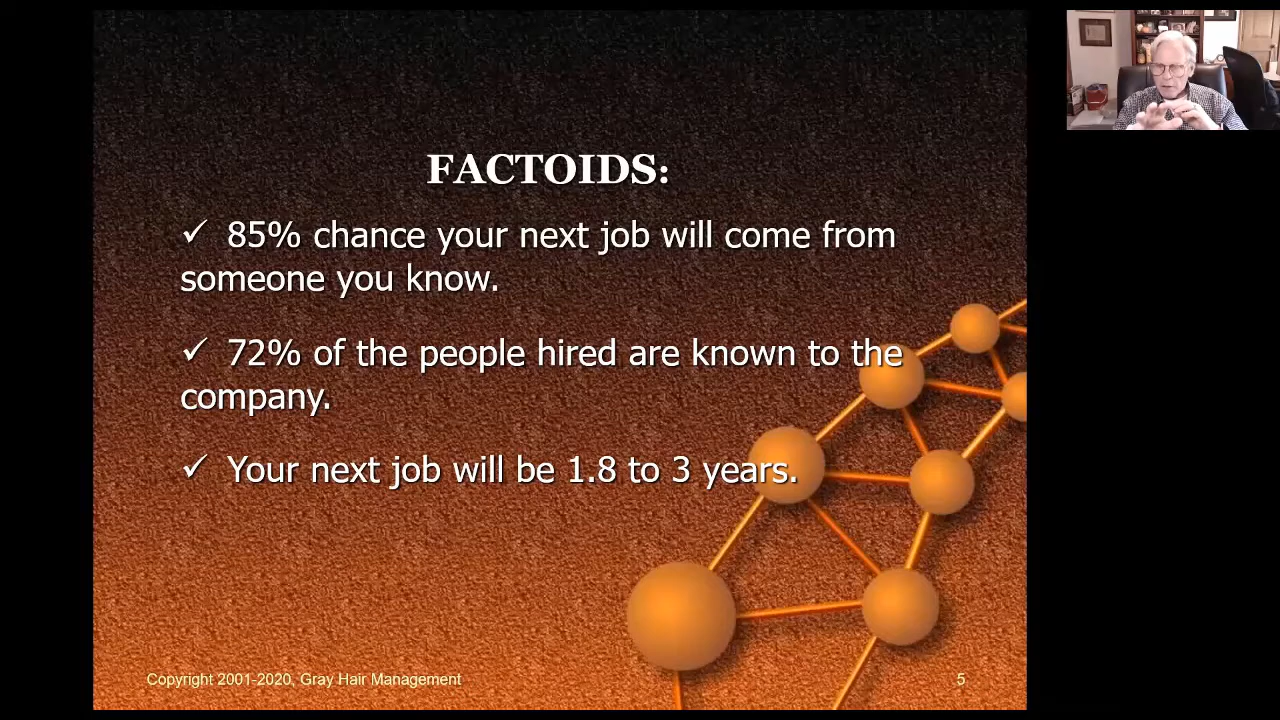 FACTOIDS:
✓ 85% chance your next job will come from
someone you know.
✓ 72% of the people hired are known to the
company.
✓ Your next job will be 1.8 to 3 years.
Copyright 2001-2020, Gray Hair Management
5